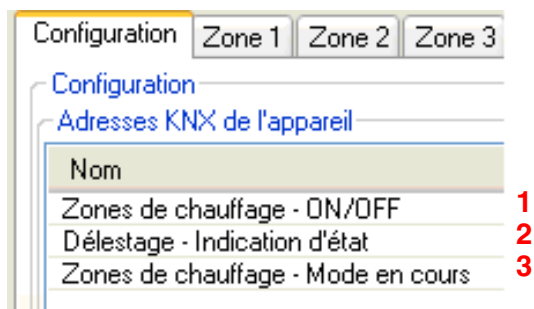 Configuration Zone 1 Zone 2 Zone 3
Configuration
Adresses KNX de l'appareil
Nom
Zones de chauffage - ON/OFF 1
Délestage - Indication d'état 2
Zones de chauffage - Mode en cours 3